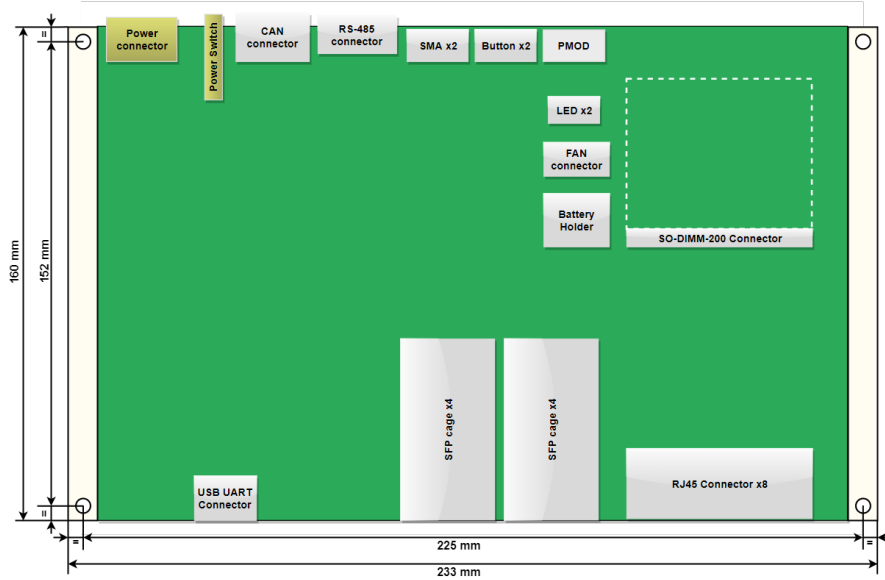 Power
connector
Power Switch
CAN
connector
RS-485
connector
SMA x2
Button x2
PMOD
LED x2
FAN
connector
Battery
Holder
SO-DIMM-200 Connector
160 mm
152 mm
=
=
SFP cage x4
SFP cage x4
USB UART
Connector
RJ45 Connector x8
=
=
225 mm
233 mm